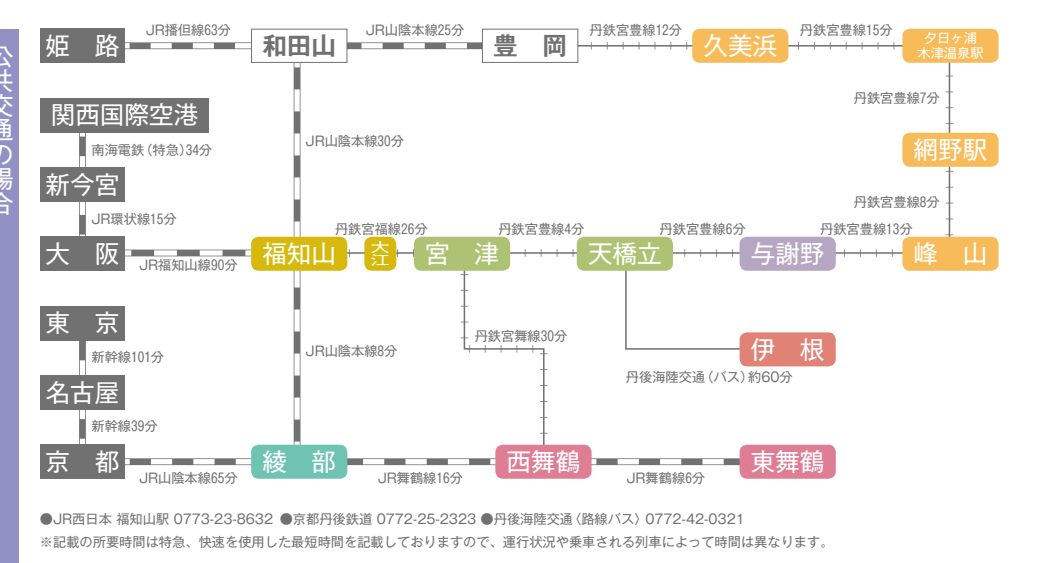 公共交通の場合
姫 路
JR播但線63分
和田山
JR山陰本線25分
豊 岡
丹鉄宮豊線12分
久美浜
丹鉄宮豊線15分
夕日ヶ浦
木津温泉駅
丹鉄宮豊線7分
関西国際空港
南海電鉄（特急）34分
JR山陰本線30分
網野駅
新今宮
JR環状線15分
丹鉄宮豊線8分
大 阪
JR福知山線90分
福知山
丹鉄宮福線26分
大江
宮 津
丹鉄宮豊線4分
天橋立
丹鉄宮豊線6分
与謝野
丹鉄宮豊線13分
峰 山
東 京
新幹線101分
JR山陰本線8分
丹鉄宮舞線30分
伊 根
丹後海陸交通（バス）約60分
名古屋
新幹線39分
京 都
JR山陰本線65分
綾 部
JR舞鶴線16分
西舞鶴
JR舞鶴線6分
東舞鶴
●JR西日本 福知山駅 0773-23-8632 ●京都丹後鉄道 0772-25-2323 ●丹後海陸交通〈路線バス〉 0772-42-0321
※記載の所要時間は特急、快速を使用した最短時間を記載しておりますので、運行状況や乗車される列車によって時間は異なります。